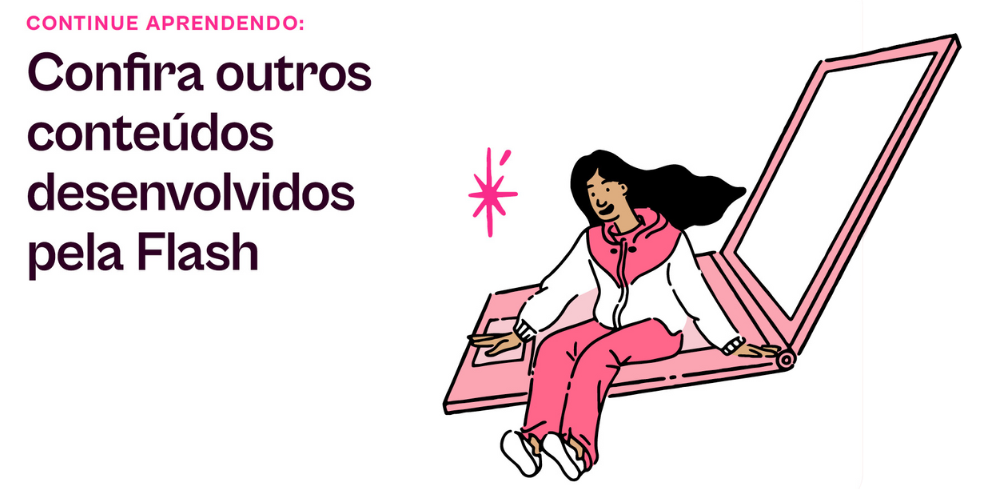 CONTINUE APRENDENDO:
Confira outros
conteúdos
desenvolvidos
pela Flash